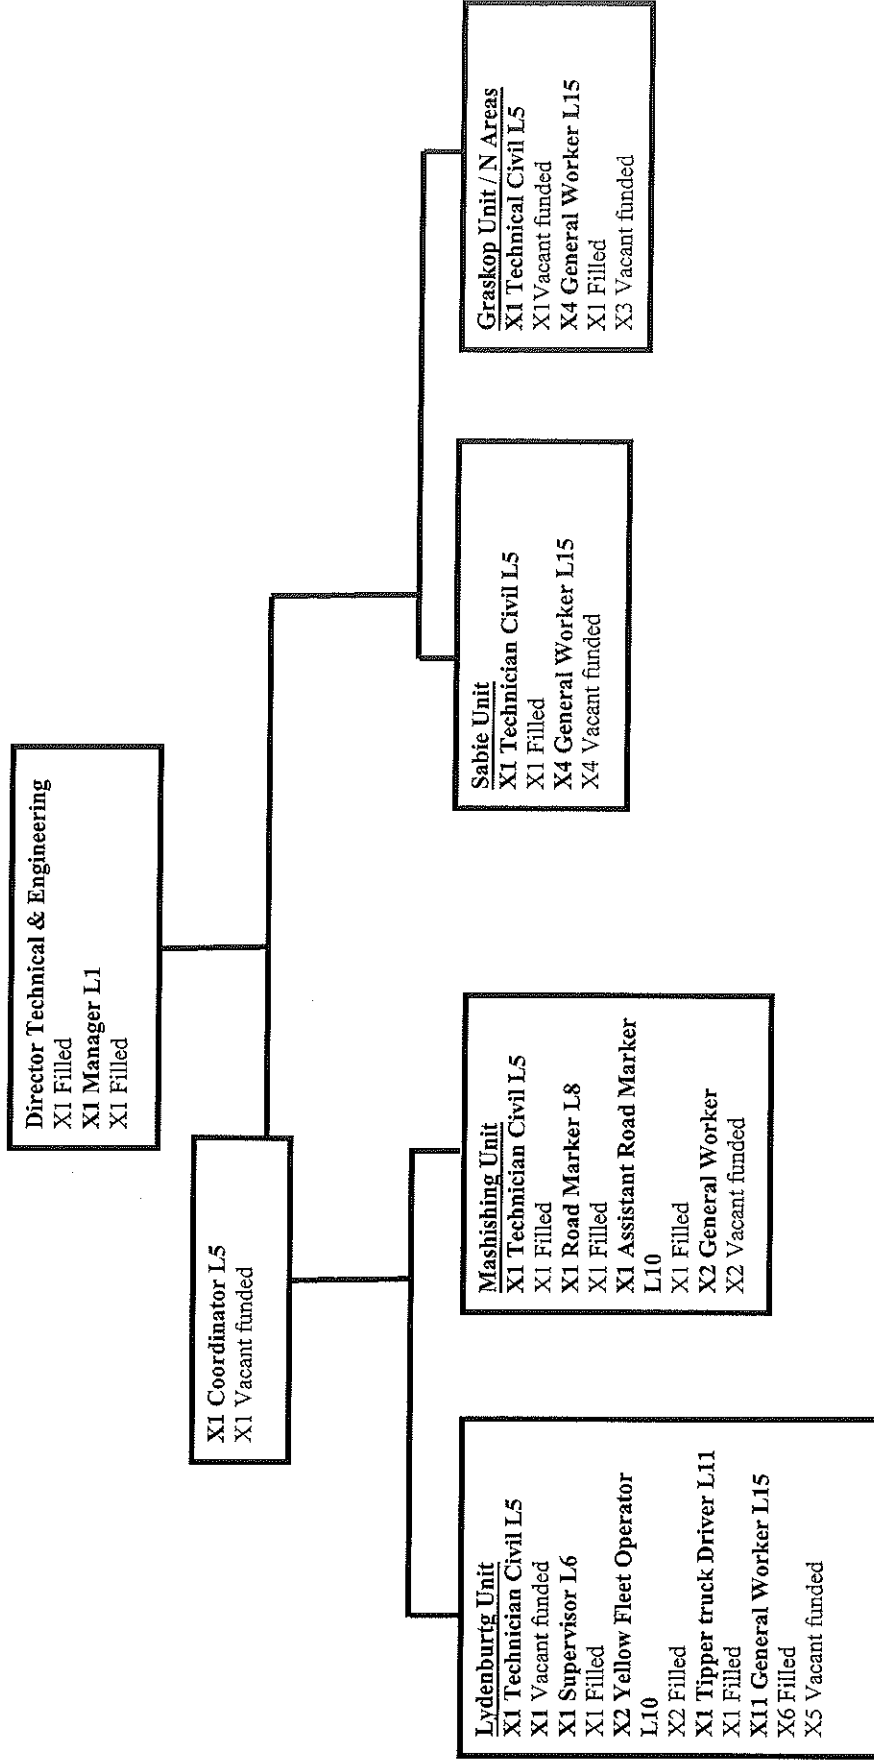 Director Technical & Engineering
X1 Filled
X1 Manager L1
X1 Filled
X1 Coordinator L5
X1 Vacant funded
Lydenburtg Unit
X1 Technician Civil L5
X1 Vacant funded
X1 Supervisor L6
X1 Filled
X2 Yellow Fleet Operator
L10
X2 Filled
X1 Tipper truck Driver L11
X1 Filled
X11 General Worker L15
X6 Filled
X5 Vacant funded
Mashishing Unit
X1 Technician Civil L5
X1 Filled
X1 Road Marker L8
X1 Filled
X1 Assistant Road Marker
L10
X1 Filled
X2 General Worker
X2 Vacant funded
Sabie Unit
X1 Technician Civil L5
X1 Filled
X4 General Worker L15
X4 Vacant funded
Graskop Unit / N Areas
X1 Technical Civil L5
X1Vacant funded
X4 General Worker L15
X1 Filled
X3 Vacant funded